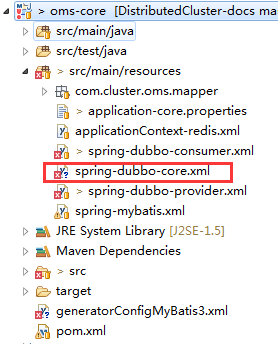 > oms-core [DistributedCluster-docs mas
src/main/java
src/test/java
> src/main/resources
com.cluster.oms.mapper
> application-core.properties
applicationContext-redis.xml
> spring-dubbo-consumer.xml
spring-dubbo-core.xml
> spring-dubbo-provider.xml
spring-mybatis.xml
JRE System Library [J2SE-1.5]
Maven Dependencies
> src
target
generatorConfigMyBatis3.xml
pom.xml